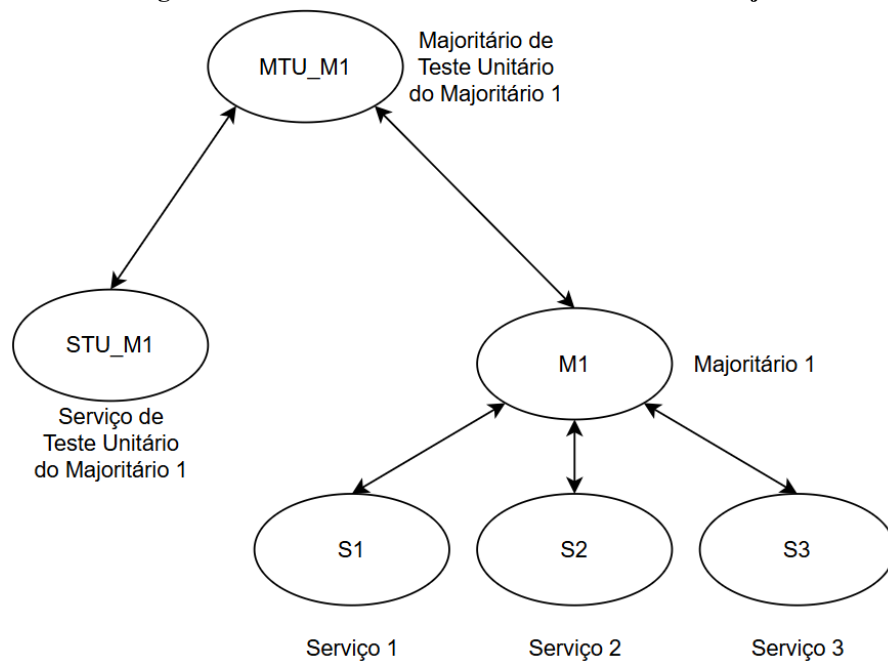 MTU_M1
Majoritário de
Teste Unitário
do Majoritário 1
STU_M1
Serviço de
Teste Unitário
do Majoritário 1
M1
Majoritário 1
S1
S2
S3
Serviço 1
Serviço 2
Serviço 3